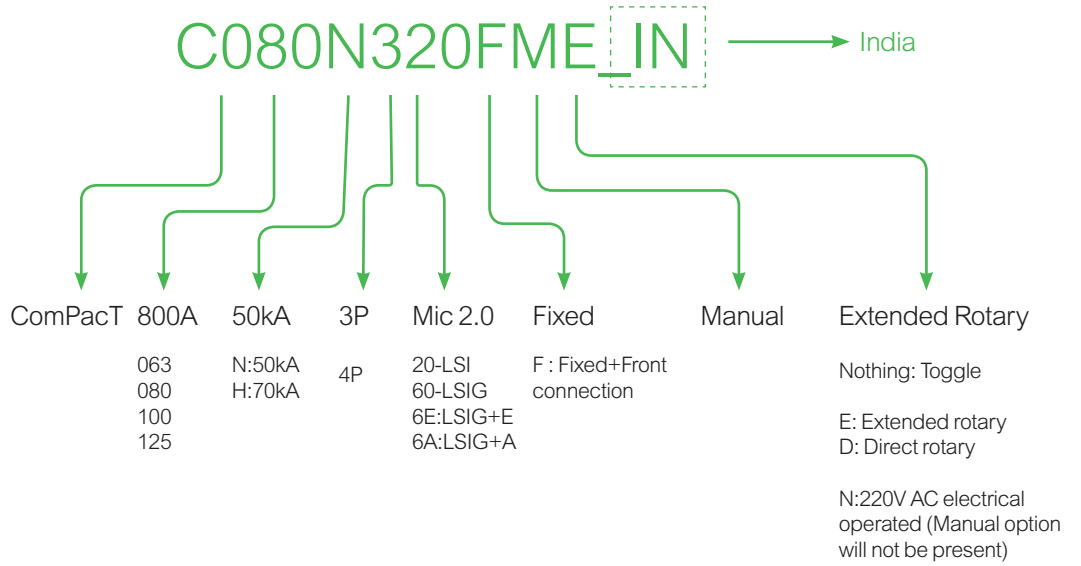 C080N320FME_IN
India
ComPacT
800A
063
080
100
125
50kA
N:50kA
H:70kA
3P
4P
Mic 2.0
20-LSI
60-LSIG
6E:LSIG+E
6A:LSIG+A
Fixed
F : Fixed+Front
connection
Manual
Extended Rotary
Nothing: Toggle
E: Extended rotary
D: Direct rotary
N:220V AC electrical
operated (Manual option
will not be present)